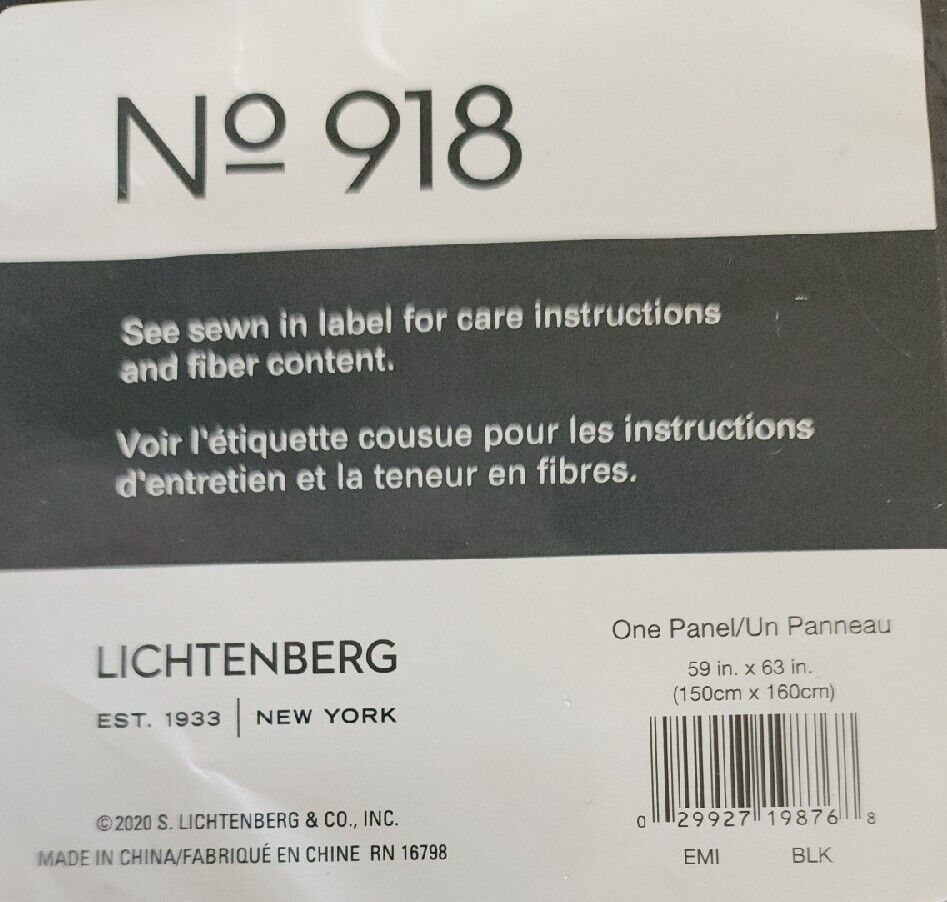 Nº 918
See sewn in label for care instructions
and fiber content.
Voir l'étiquette cousue pour les instructions
d'entretien et la teneur en fibres.
LICHTENBERG
EST. 1933 | NEW YORK
©2020 S. LICHTENBERG & CO., INC.
MADE IN CHINA/FABRIQUÉ EN CHINE RN 16798
One Panel/Un Panneau
59 in. x 63 in.
(150cm x 160cm)
0 29927 19876 8
EMI BLK